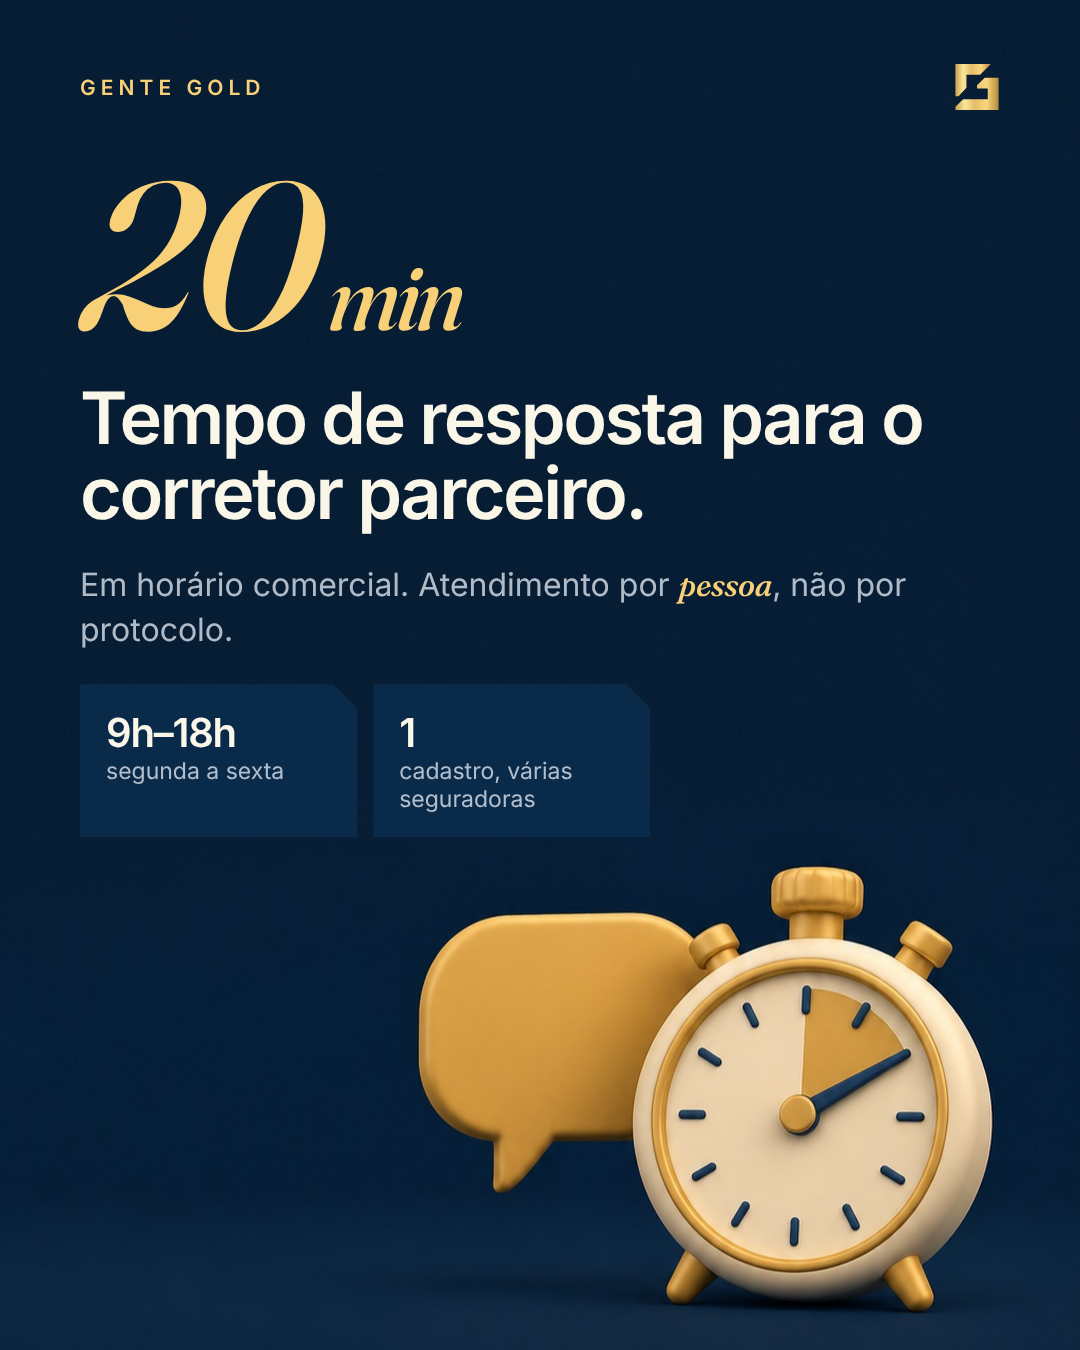 GENTE GOLD
20 min
Tempo de resposta para o
corretor parceiro.
Em horário comercial. Atendimento por pessoa, não por
protocolo.
9h–18h
segunda a sexta
1
cadastro, várias
seguradoras